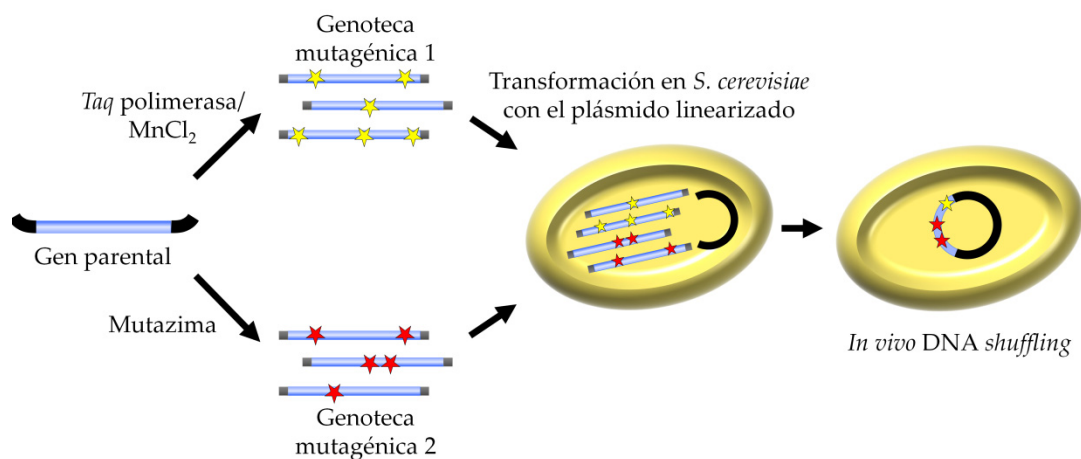 Genoteca
mutagénica 1
Taq polimerasa/
MnCl₂
Gen parental
Mutazima
Genoteca
mutagénica 2
Transformación en S. cerevisiae
con el plásmido linearizado
In vivo DNA shuffling